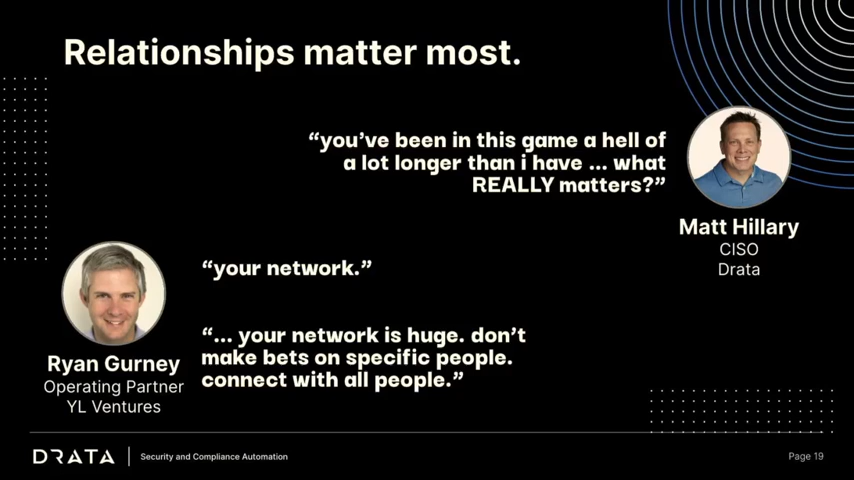 Relationships matter most.
“you’ve been in this game a hell of
a lot longer than i have ... what
REALLY matters?”
Matt Hillary
CISO
Drata
“your network.”
“... your network is huge. don’t
make bets on specific people.
connect with all people.”
Ryan Gurney
Operating Partner
YL Ventures
DRATA
Security and Compliance Automation
Page 19